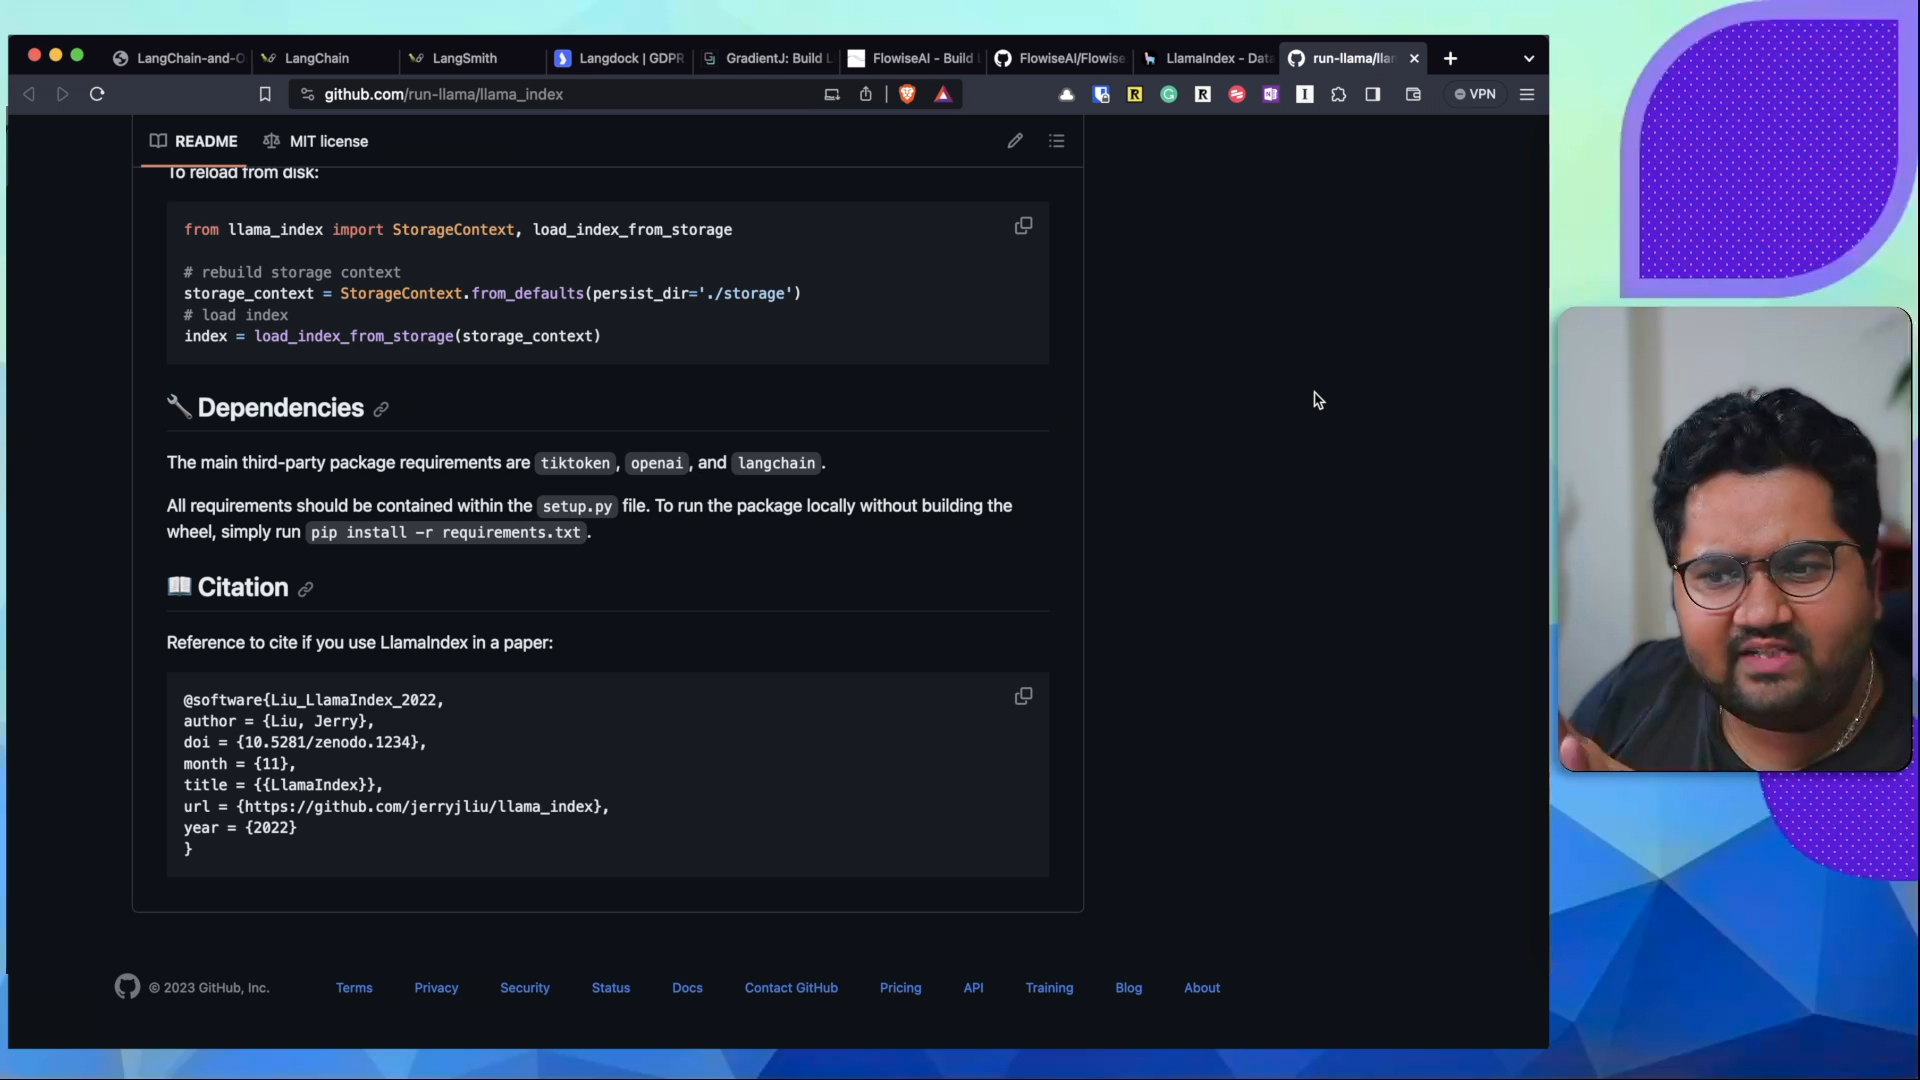 LangChain-and-O
LangChain
LangSmith
Langdock | GDPR
GradientJ: Build L
FlowiseAI - Build L
FlowiseAI/Flowise
LlamaIndex - Data
run-llama/llam
github.com/run-llama/llama_index
VPN
README
MIT license
To reload from disk:
from llama_index import StorageContext, load_index_from_storage
# rebuild storage context
storage_context = StorageContext.from_defaults(persist_dir='./storage')
# load index
index = load_index_from_storage(storage_context)
Dependencies
The main third-party package requirements are tiktoken, openai, and langchain.
All requirements should be contained within the setup.py file. To run the package locally without building the
wheel, simply run pip install -r requirements.txt.
Citation
Reference to cite if you use LlamaIndex in a paper:
@software{Liu_LlamaIndex_2022,
author = {Liu, Jerry},
doi = {10.5281/zenodo.1234},
month = {11},
title = {{LlamaIndex}},
url = {https://github.com/jerryjliu/llama_index},
year = {2022}
}
© 2023 GitHub, Inc.
Terms
Privacy
Security
Status
Docs
Contact GitHub
Pricing
API
Training
Blog
About